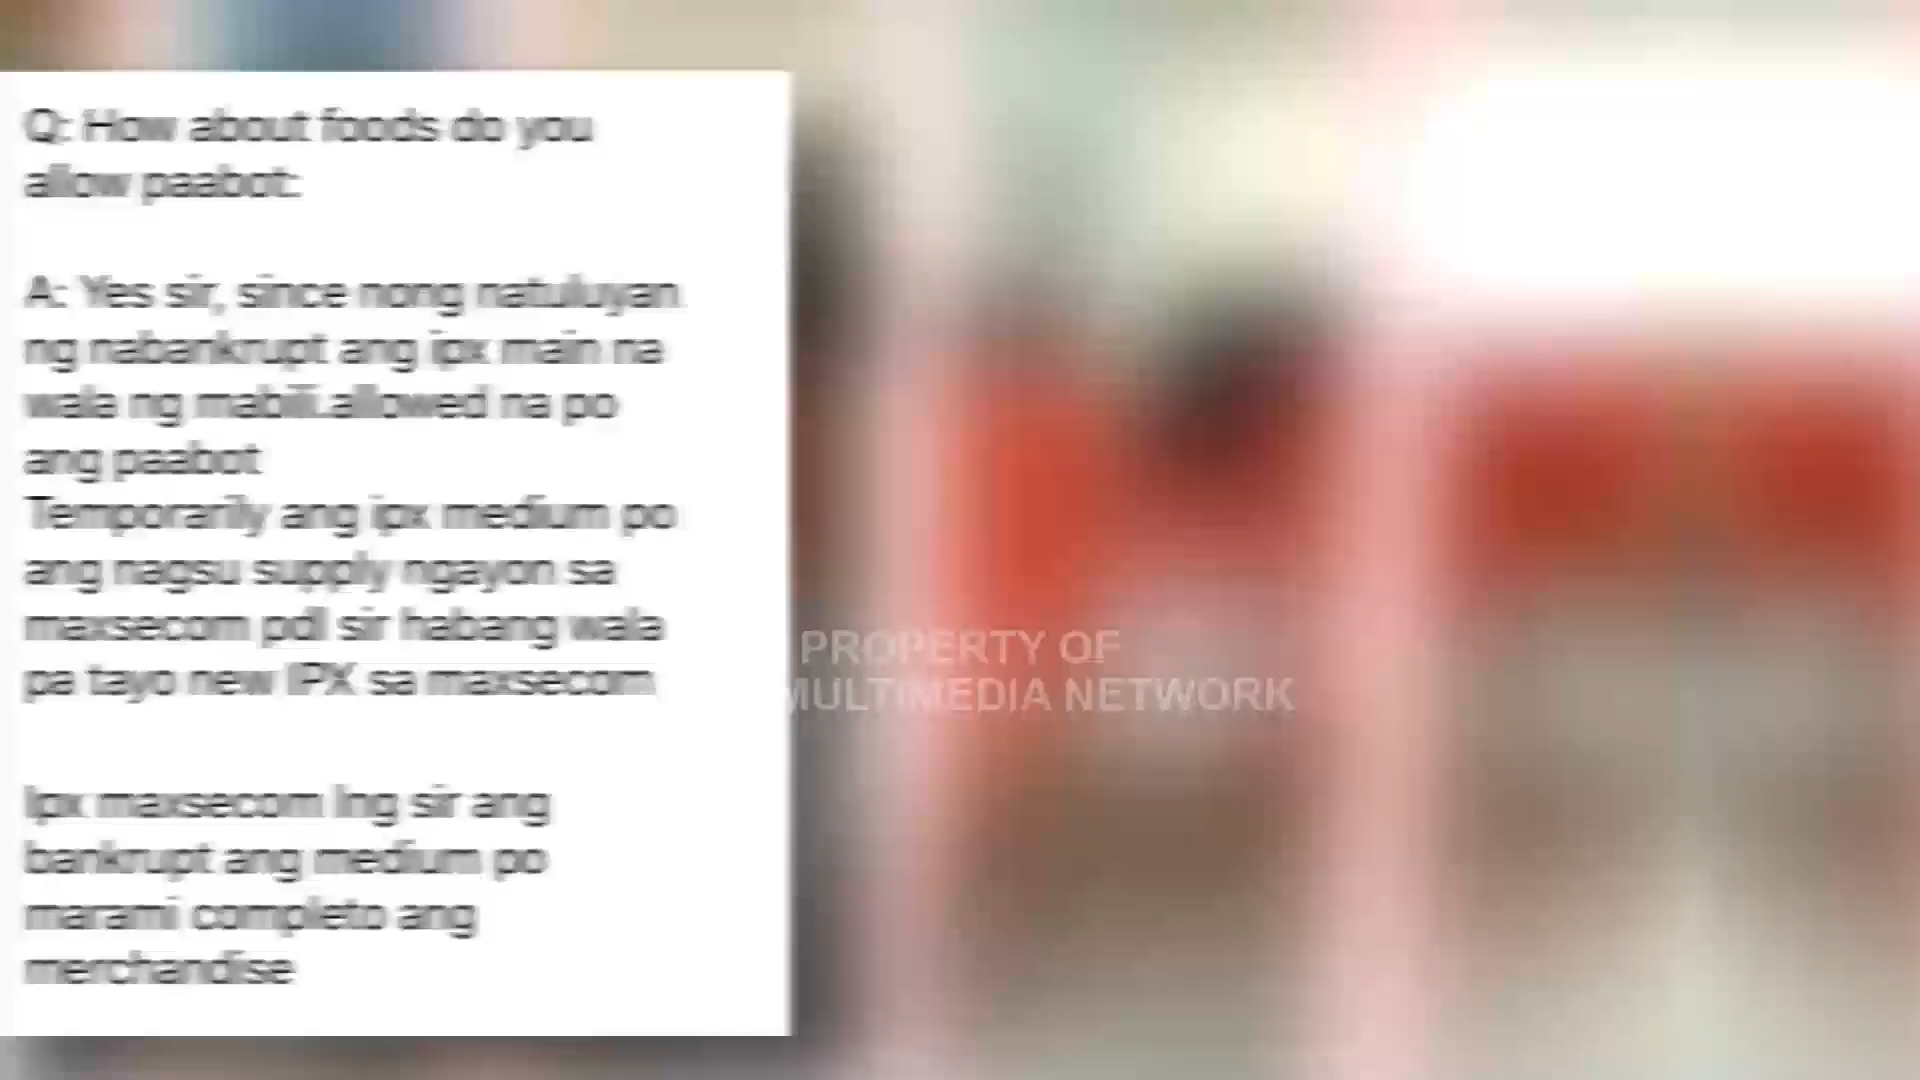 Q: How about foods do you
allow paabot:
A: Yes sir, since nong natuluyan
ng nabankrupt ang ipx main na
wala ng mabili.allowed na po
ang paabot
Temporarily ang ipx medium po
ang nagsu supply ngayon sa
maxsecom pdl sir habang wala
pa tayo new IPX sa maxsecom
Ipx maxsecom lng sir ang
bankrupt ang medium po
marami completo ang
merchandise
PROPERTY OF
MULTIMEDIA NETWORK